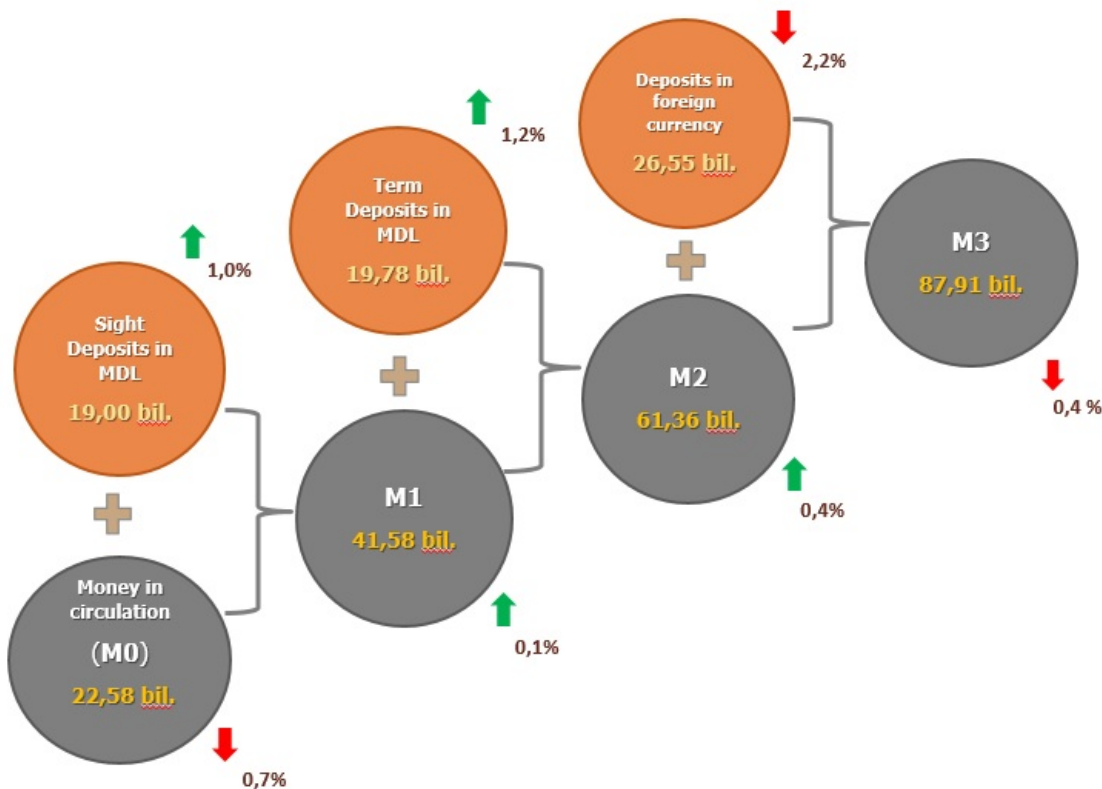 2,2%
Deposits in
foreign
currency
26,55 bil.
1,2%
Term
Deposits in
MDL
19,78 bil.
M3
87,91 bil.
0,4 %
1,0%
Sight
Deposits in
MDL
19,00 bil.
M2
61,36 bil.
0,4%
M1
41,58 bil.
0,1%
Money in
circulation
(M0)
22,58 bil.
0,7%